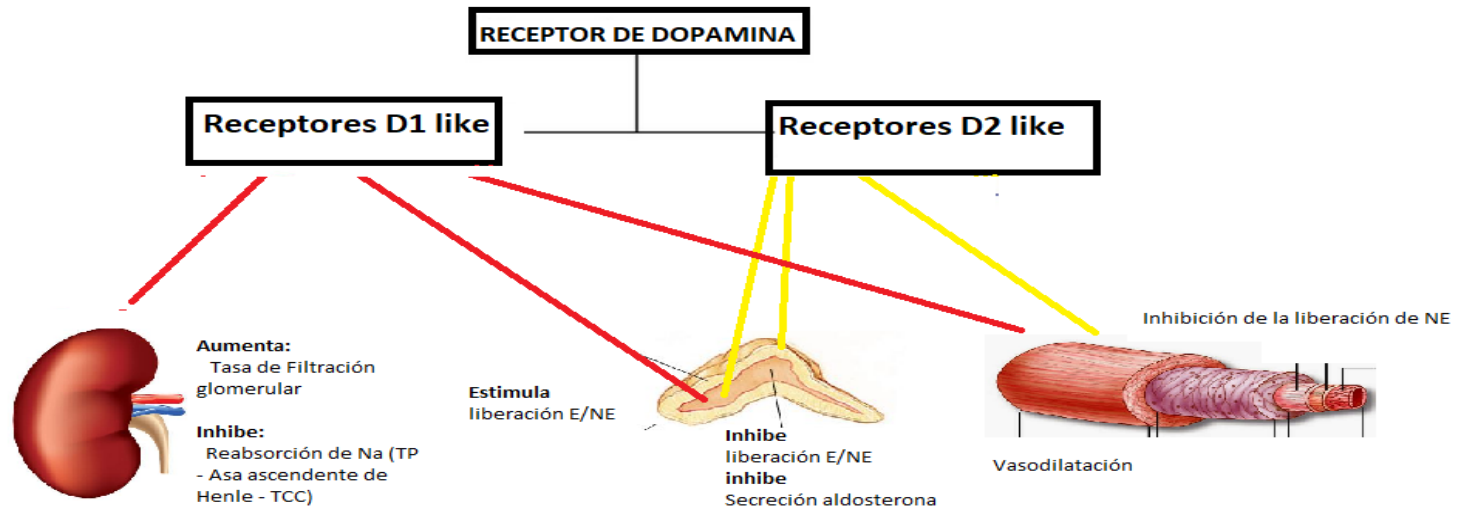 RECEPTOR DE DOPAMINA
Receptores D1 like
Receptores D2 like
Aumenta:
Tasa de Filtración
glomerular
Inhibe:
Reabsorción de Na (TP
- Asa ascendente de
Henle - TCC)
Estimula
liberación E/NE
Inhibe
liberación E/NE
inhibe
Secreción aldosterona
Inhibición de la liberación de NE
Vasodilatación